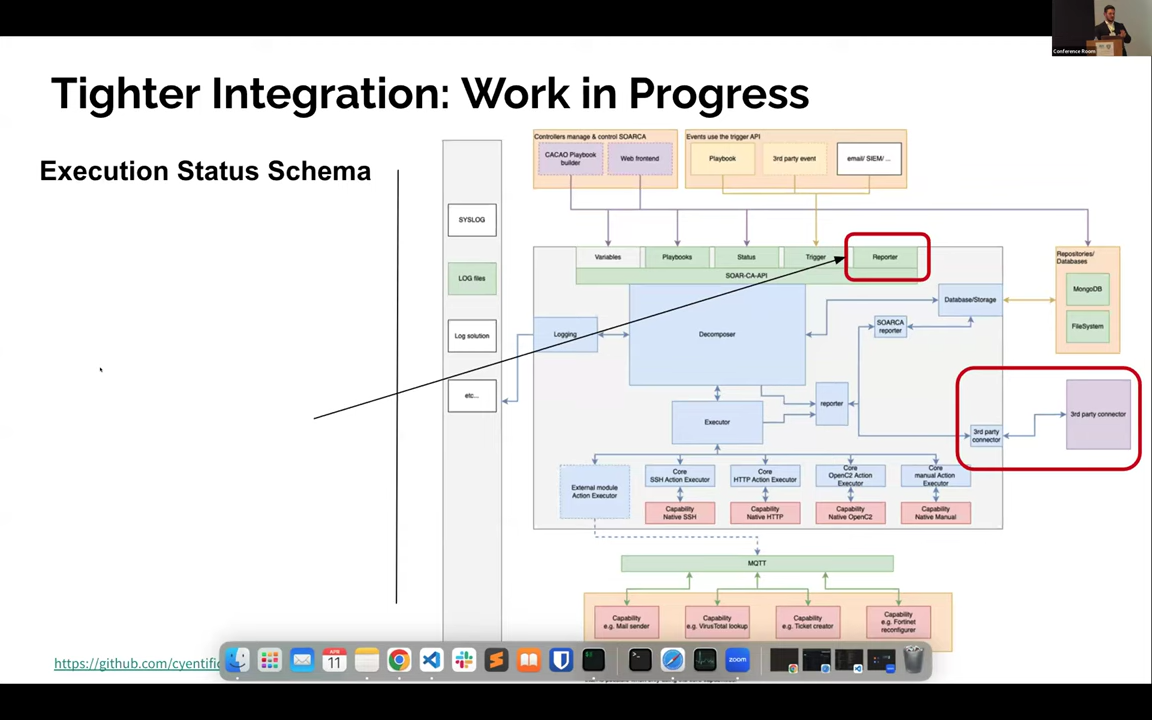 Conference Room
Tighter Integration: Work in Progress
Execution Status Schema
Controllers manage & control SOARCA
CACAO Playbook
builder
Web frontend
Events use the trigger API
Playbook
3rd party event
email/ SIEM/ ...
SYSLOG
LOG files
Log solution
etc...
Variables
Playbooks
Status
Trigger
Reporter
SOAR-CA-API
Repositories/
Databases
MongoDB
FileSystem
Logging
Decomposer
Database/Storage
SOARCA
reporter
reporter
Executor
3rd party
connector
3rd party connector
External module
Action Executor
Core
SSH Action Executor
Core
HTTP Action Executor
Core
OpenC2 Action
Executor
Core
manual Action
Executor
Capability
Native SSH
Capability
Native HTTP
Capability
Native OpenC2
Capability
Native Manual
MQTT
Capability
e.g. Mail sender
Capability
e.g. VirusTotal lookup
Capability
e.g. Ticket creator
Capability
e.g. Fortinet
reconfigurer
https://github.com/cyentific
APR
11
zoom